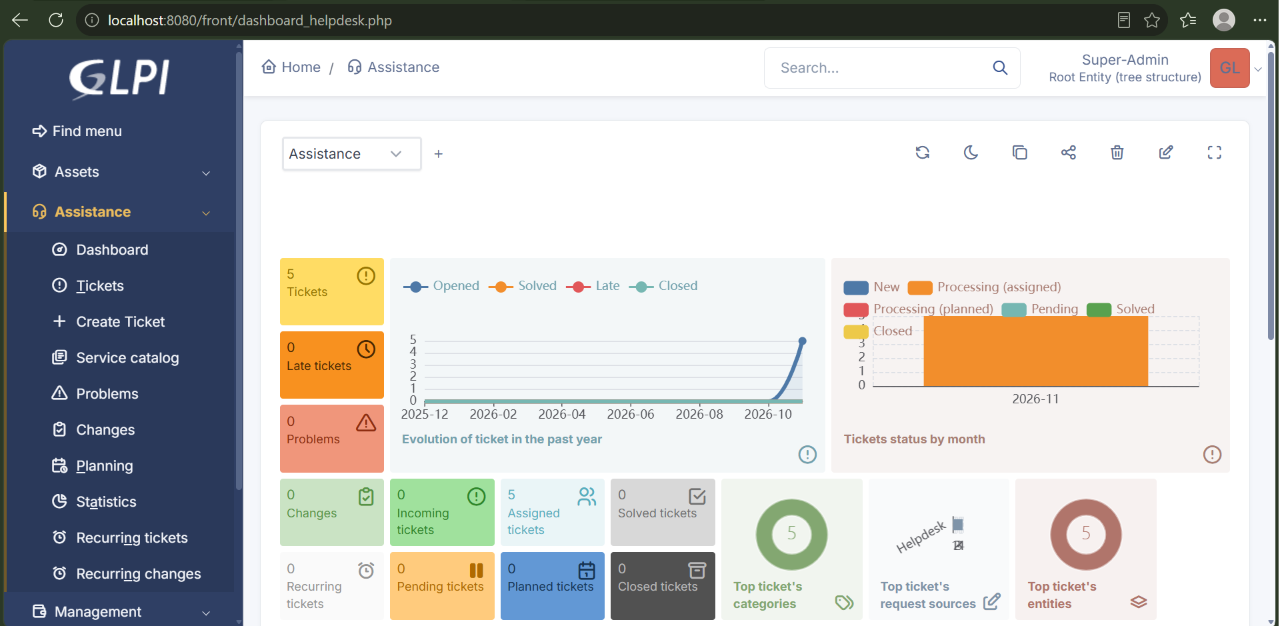 localhost:8080/front/dashboard_helpdesk.php
GLPI
Find menu
Assets
Assistance
Dashboard
Tickets
Create Ticket
Service catalog
Problems
Changes
Planning
Statistics
Recurring tickets
Recurring changes
Management
Home / Assistance
Search...
Super-Admin
Root Entity (tree structure)
GL
Assistance
+
5
Tickets
0
Late tickets
0
Problems
Opened Solved Late Closed
5
4
3
2
1
0
2025-12 2026-02 2026-04 2026-06 2026-08 2026-10
Evolution of ticket in the past year
New Processing (assigned)
Processing (planned) Pending Solved
Closed
3
2
1
0
2026-11
Tickets status by month
0
Changes
0
Incoming
tickets
5
Assigned
tickets
0
Solved tickets
0
Recurring
tickets
0
Pending tickets
0
Planned tickets
0
Closed tickets
5
Top ticket's
categories
Helpdesk
Top ticket's
request sources
5
Top ticket's
entities